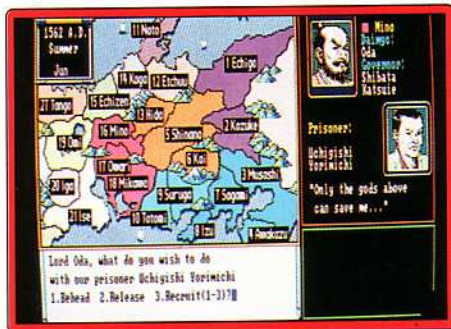 1562 A.D.
Summer
Jun
11 Noto
1 Echigo
14 Kaga
12 Etchuu
21 Tango
15 Echizen
13 Hida
16 Mino
5 Shinano
2 Kozuke
19 Omi
17 Owari
6 Kai
3 Musashi
20 Iga
18 Mikawa
9 Suruga
7 Sagami
21 Ise
10 Totomi
8 Izu
Mino
Daimyo:
Oda
Governor:
Shibata
Katsuie
Prisoner:
Uchigishi
Yorimichi
"Only the gods above
can save me..."
Lord Oda, what do you wish to do
with our prisoner Uchigishi Yorimichi
1.Behead 2.Release 3.Recruit(1-3)?